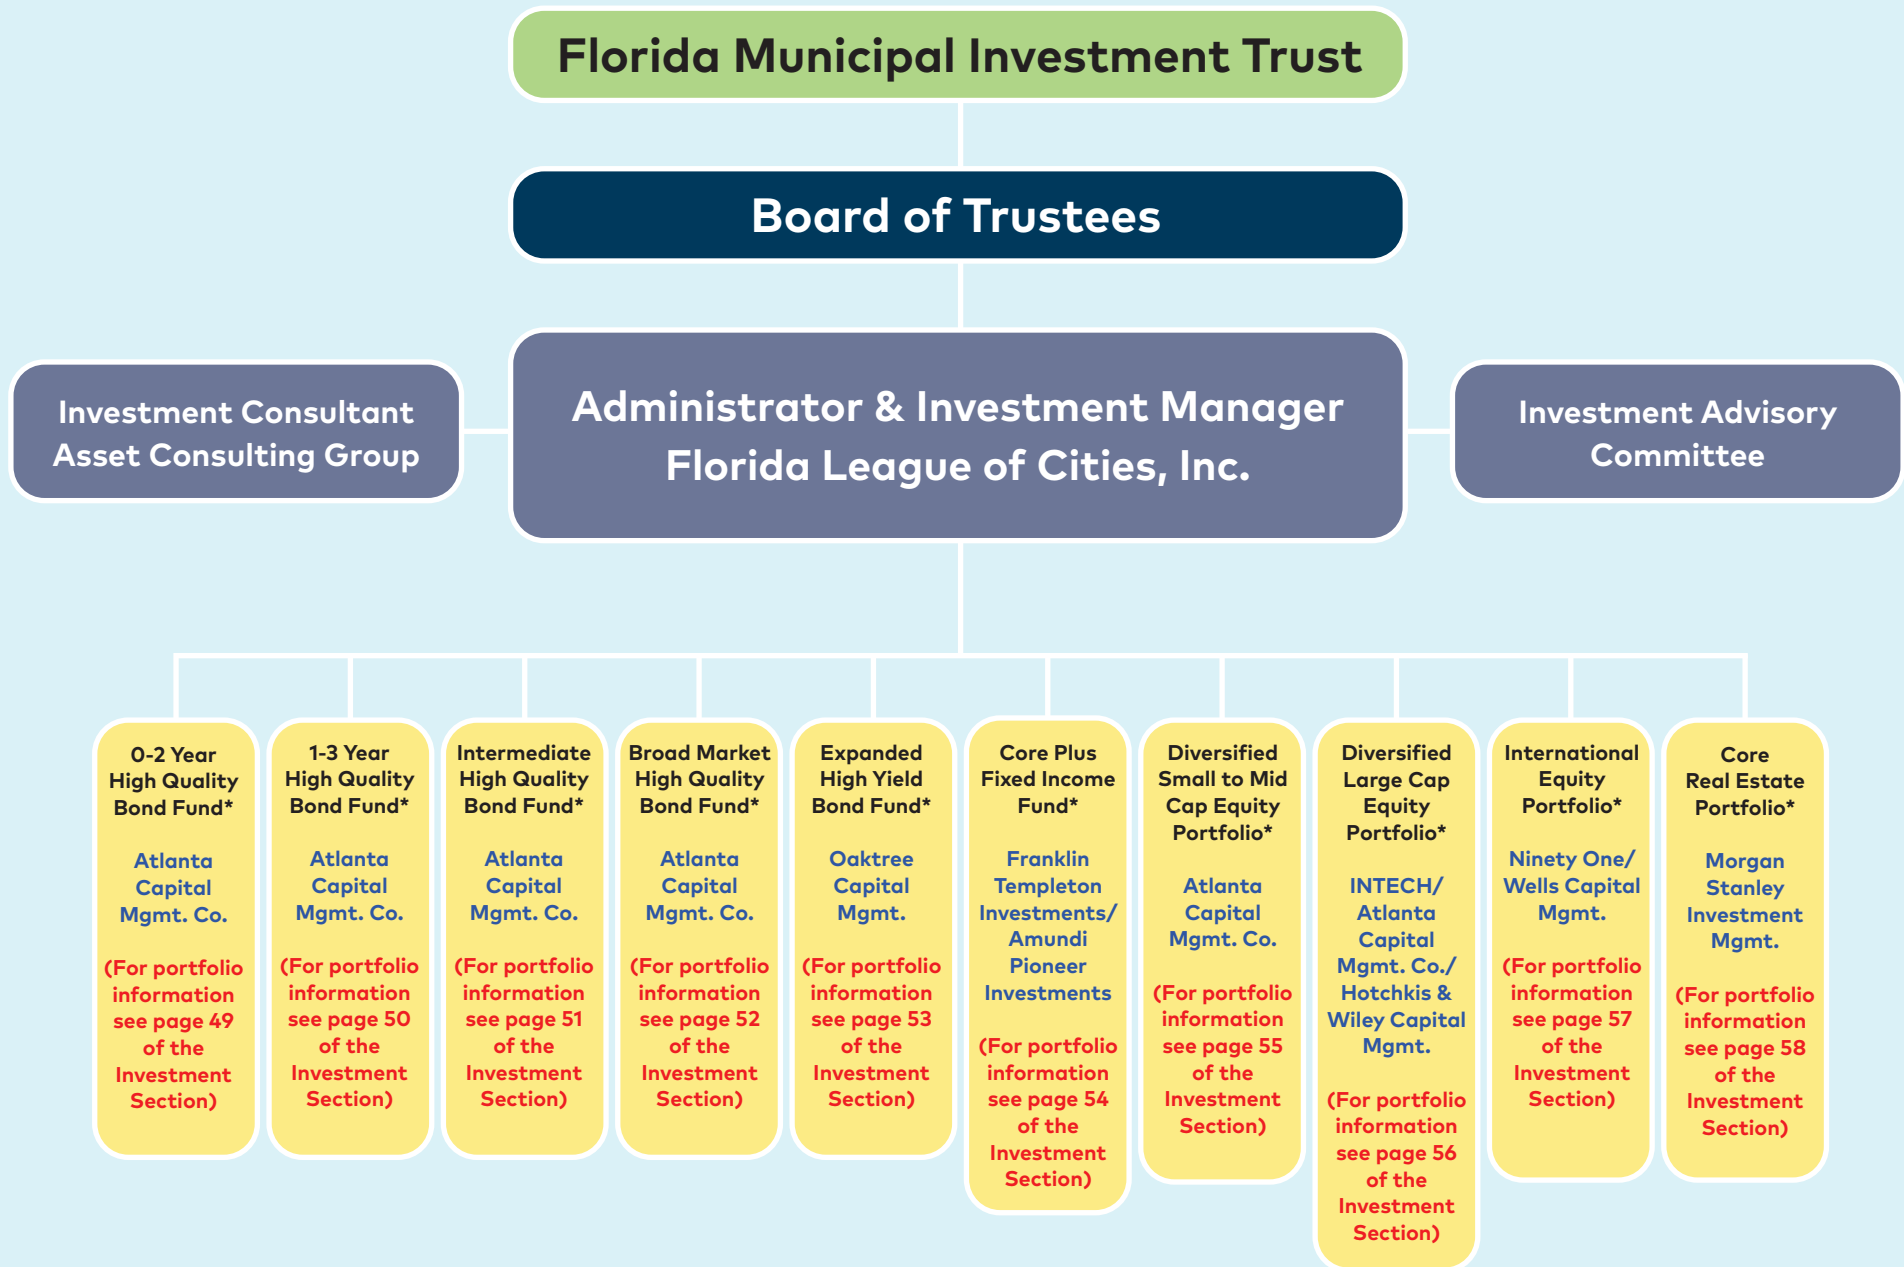 Florida Municipal Investment Trust
Board of Trustees
Investment Consultant
Asset Consulting Group
Administrator & Investment Manager
Florida League of Cities, Inc.
Investment Advisory
Committee
0-2 Year
High Quality
Bond Fund*
Atlanta
Capital
Mgmt. Co.
(For portfolio
information
see page 49
of the
Investment
Section)
1-3 Year
High Quality
Bond Fund*
Atlanta
Capital
Mgmt. Co.
(For portfolio
information
see page 50
of the
Investment
Section)
Intermediate
High Quality
Bond Fund*
Atlanta
Capital
Mgmt. Co.
(For portfolio
information
see page 51
of the
Investment
Section)
Broad Market
High Quality
Bond Fund*
Atlanta
Capital
Mgmt. Co.
(For portfolio
information
see page 52
of the
Investment
Section)
Expanded
High Yield
Bond Fund*
Oaktree
Capital
Mgmt.
(For portfolio
information
see page 53
of the
Investment
Section)
Core Plus
Fixed Income
Fund*
Franklin
Templeton
Investments/
Amundi
Pioneer
Investments
(For portfolio
information
see page 54
of the
Investment
Section)
Diversified
Small to Mid
Cap Equity
Portfolio*
Atlanta
Capital
Mgmt. Co.
(For portfolio
information
see page 55
of the
Investment
Section)
Diversified
Large Cap
Equity
Portfolio*
INTECH/
Atlanta
Capital
Mgmt. Co./
Hotchkis &
Wiley Capital
Mgmt.
(For portfolio
information
see page 56
of the
Investment
Section)
International
Equity
Portfolio*
Ninety One/
Wells Capital
Mgmt.
(For portfolio
information
see page 57
of the
Investment
Section)
Core
Real Estate
Portfolio*
Morgan
Stanley
Investment
Mgmt.
(For portfolio
information
see page 58
of the
Investment
Section)